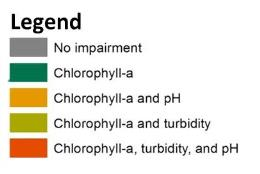 Legend
No impairment
Chlorophyll-a
Chlorophyll-a and pH
Chlorophyll-a and turbidity
Chlorophyll-a, turbidity, and pH